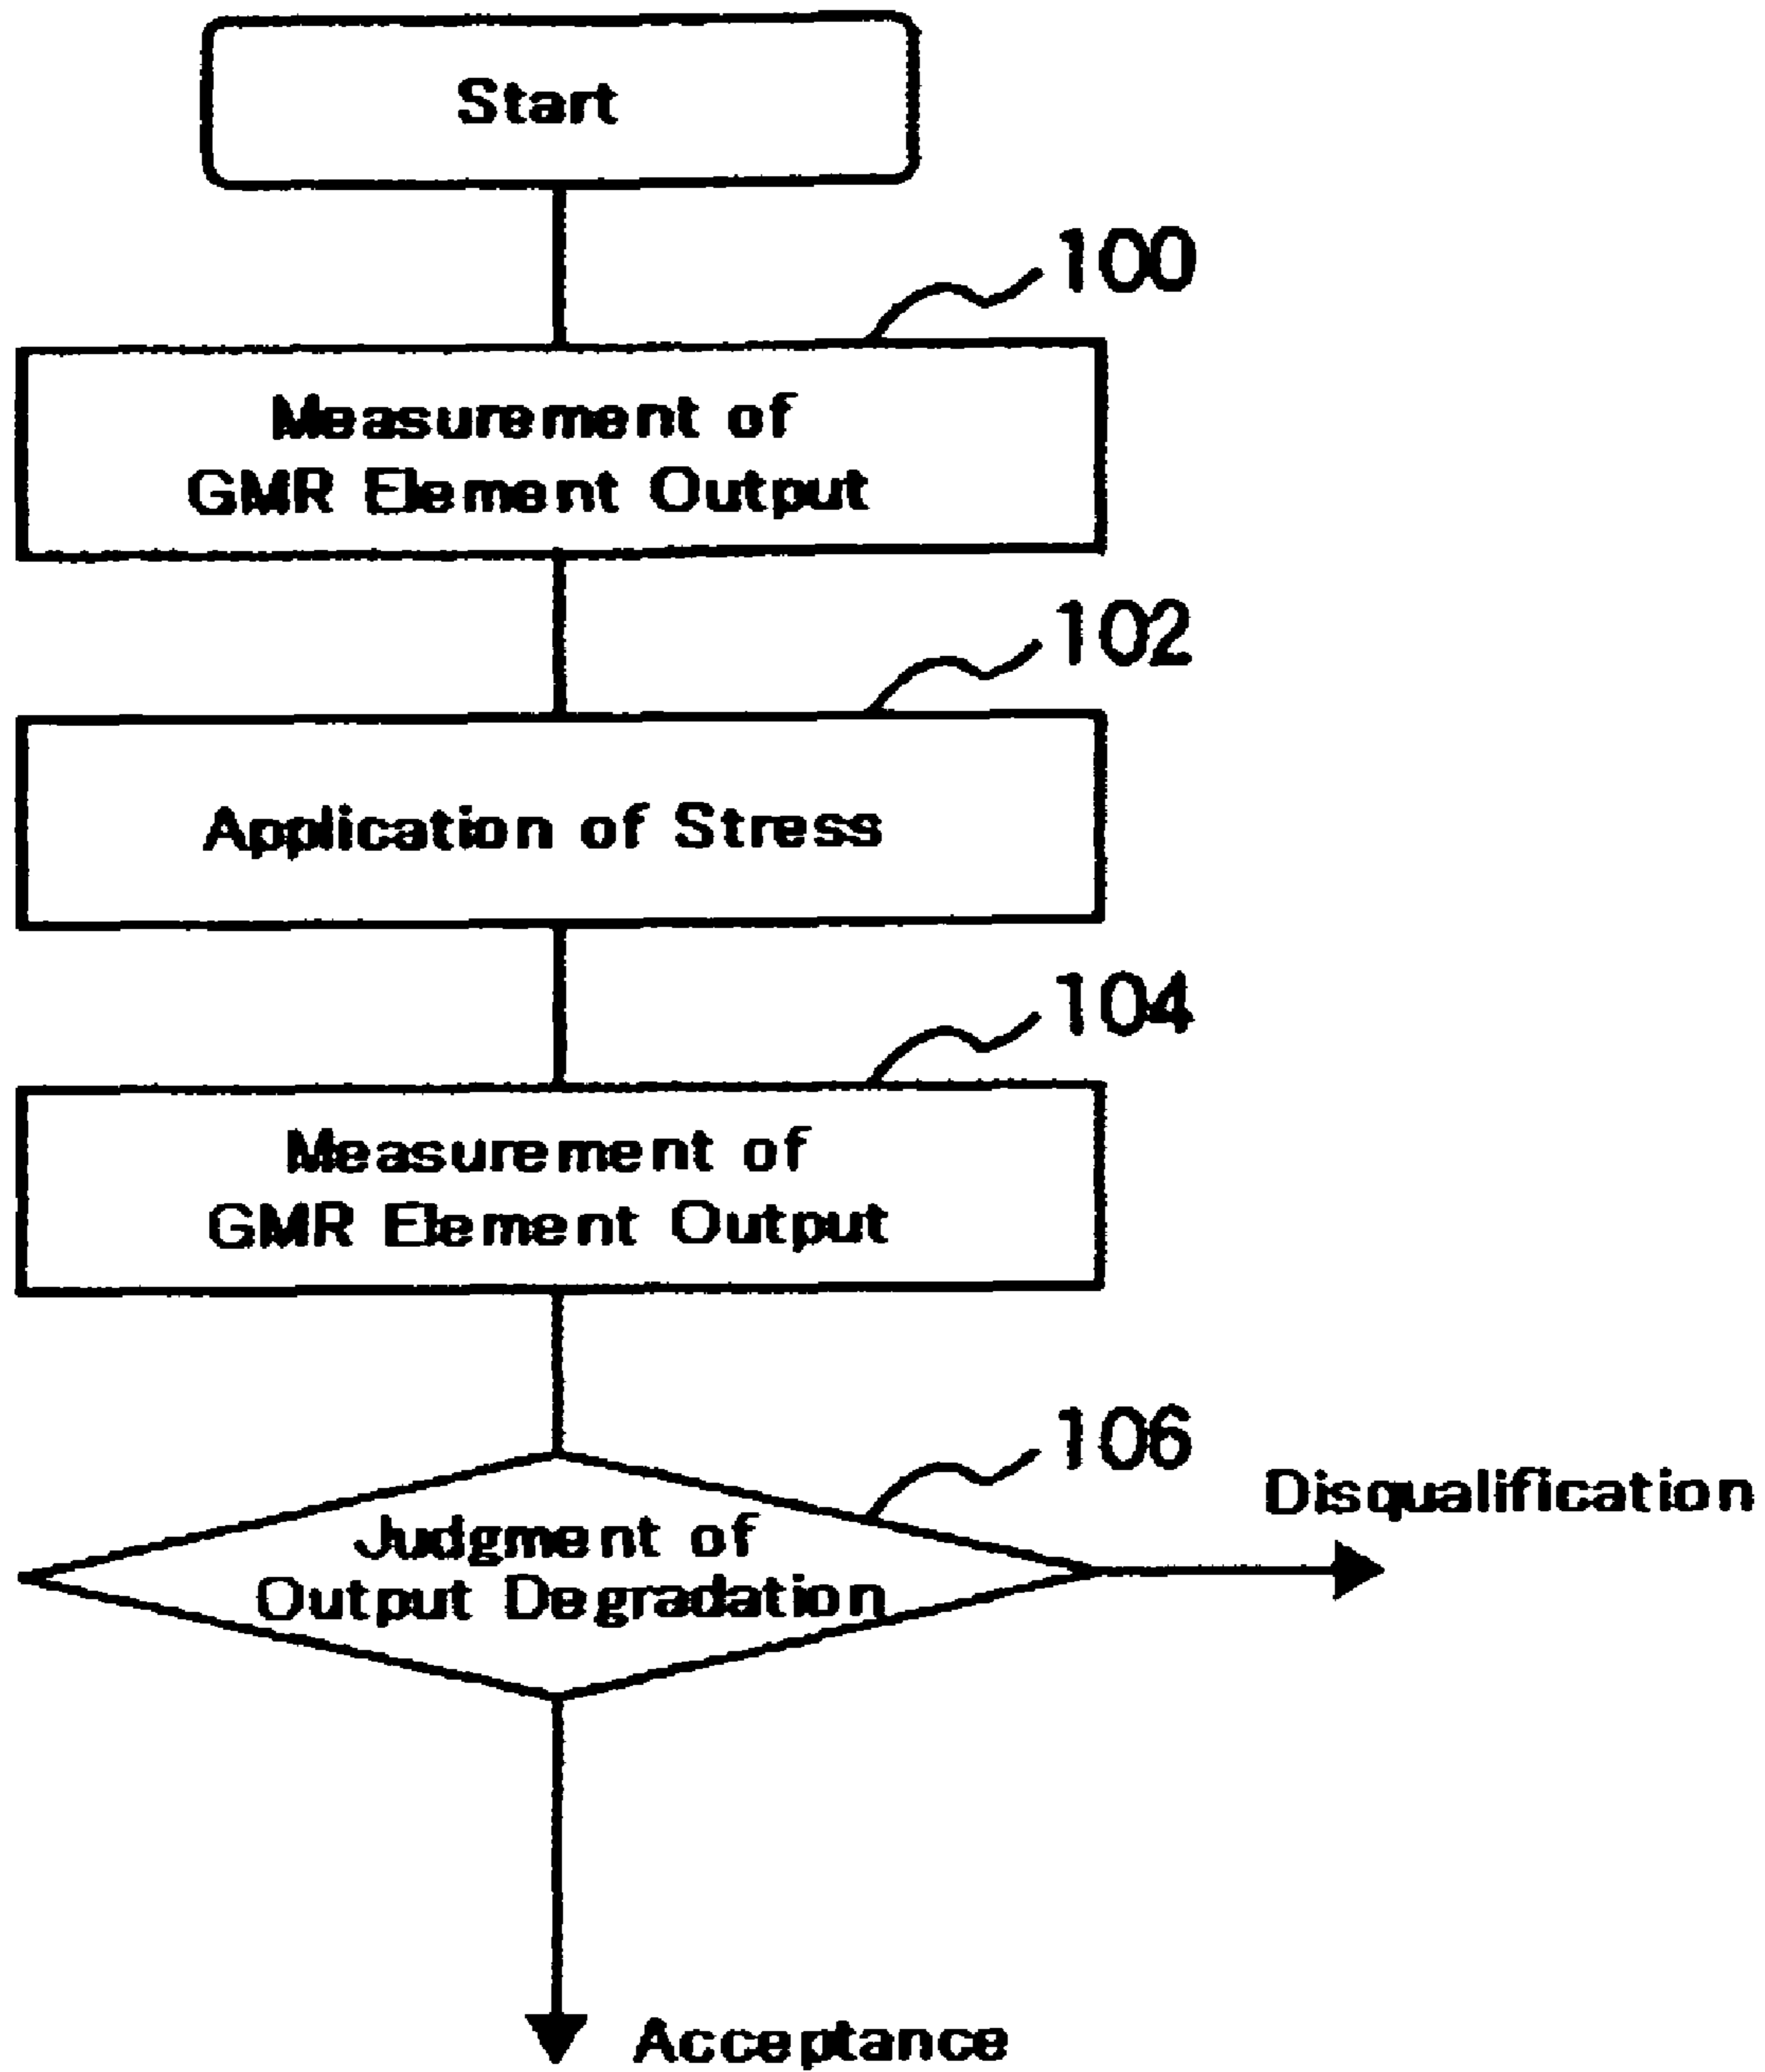 Start
100
Measurement of
GMR Element Output
102
Application of Stress
104
Measurement of
GMR Element Output
106
Disqualification
Judgment of
Output Degradation
Acceptance